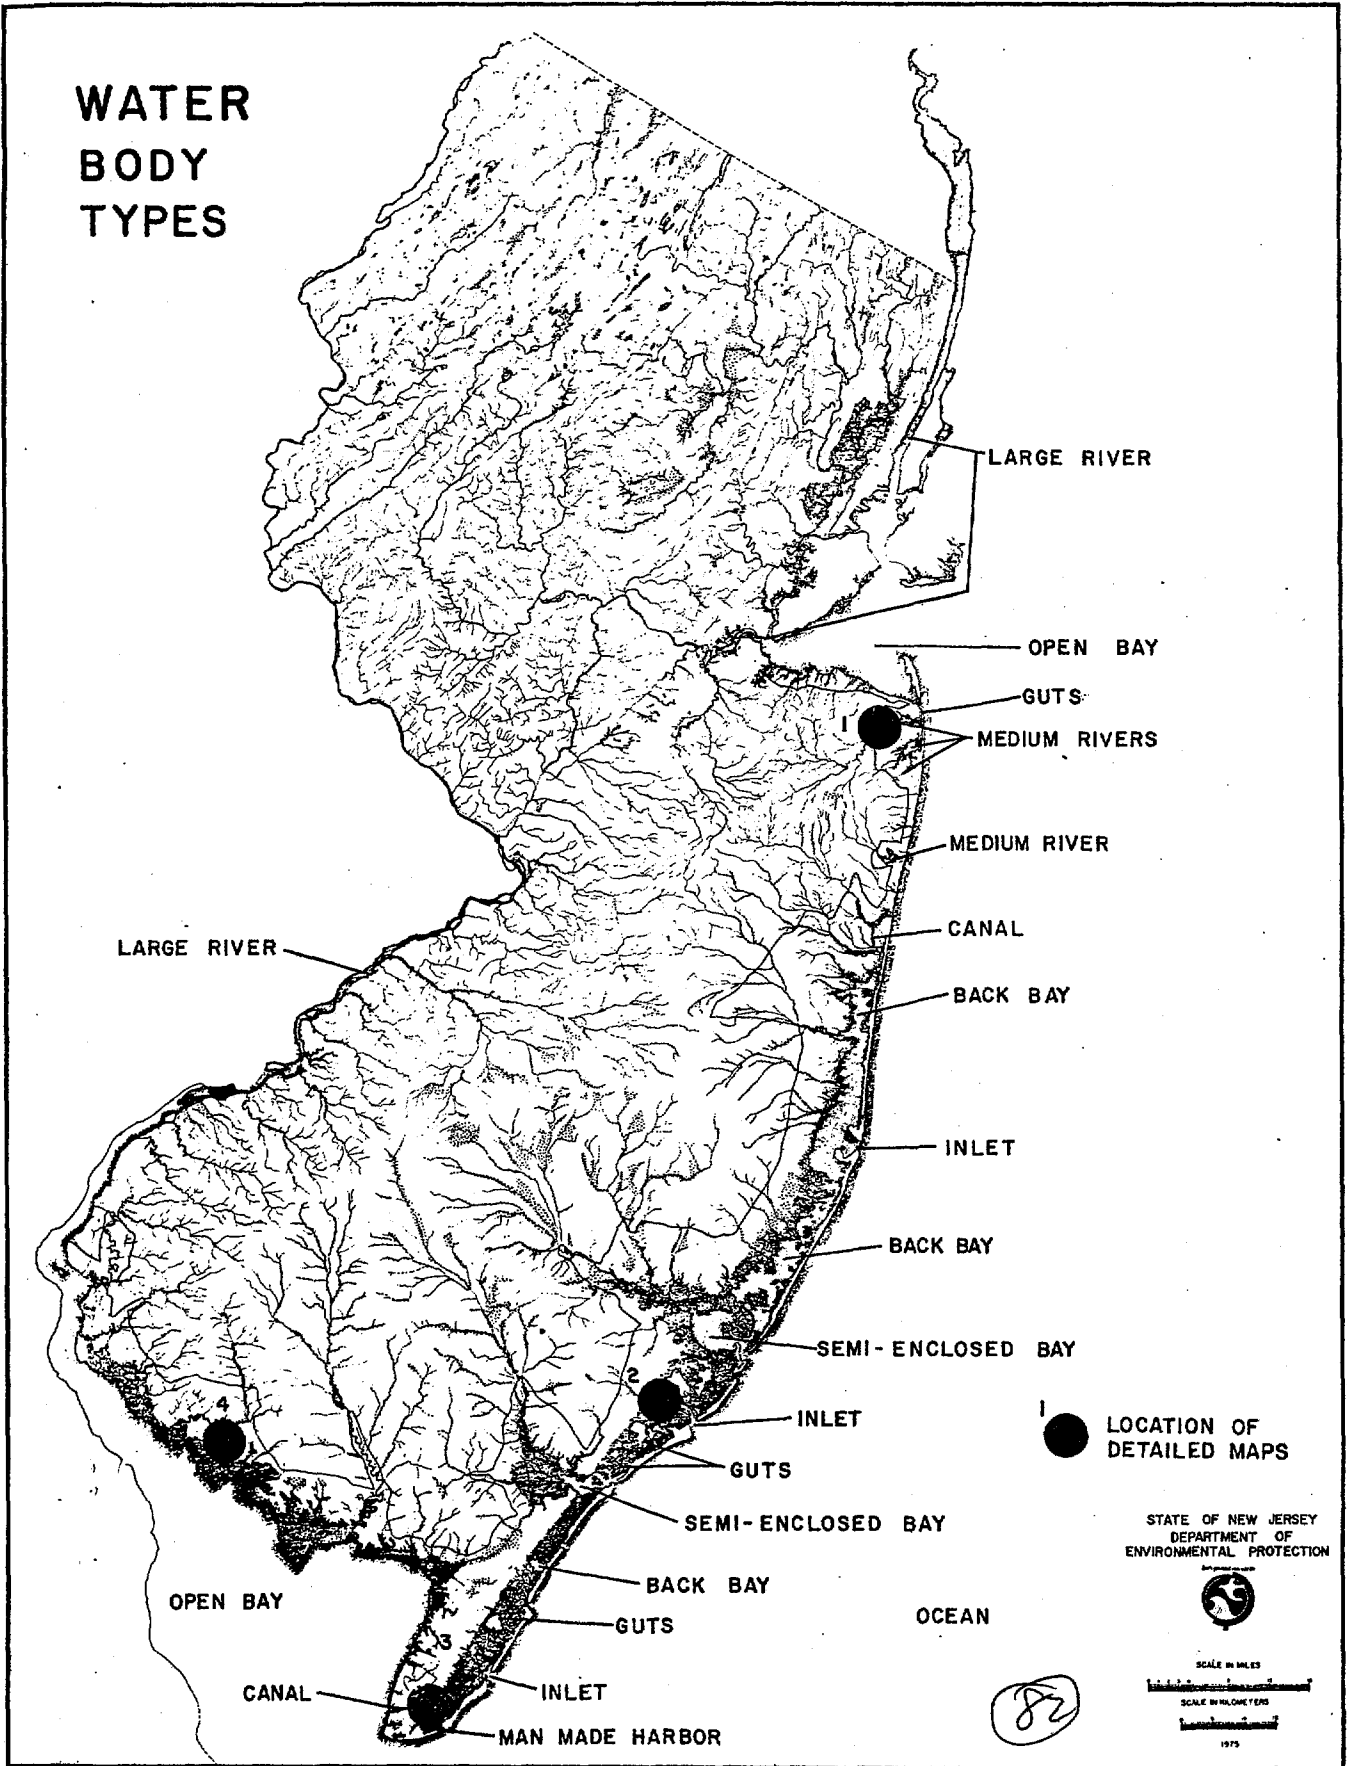 WATER
BODY
TYPES
LARGE RIVER
OPEN BAY
GUTS
1
MEDIUM RIVERS
MEDIUM RIVER
CANAL
LARGE RIVER
BACK BAY
INLET
BACK BAY
SEMI-ENCLOSED BAY
2
INLET
4
1
LOCATION OF
DETAILED MAPS
GUTS
SEMI-ENCLOSED BAY
STATE OF NEW JERSEY
DEPARTMENT OF
ENVIRONMENTAL PROTECTION
BACK BAY
OPEN BAY
OCEAN
GUTS
3
SCALE IN MILES
CANAL
INLET
SCALE IN KILOMETERS
82
MAN MADE HARBOR
1975